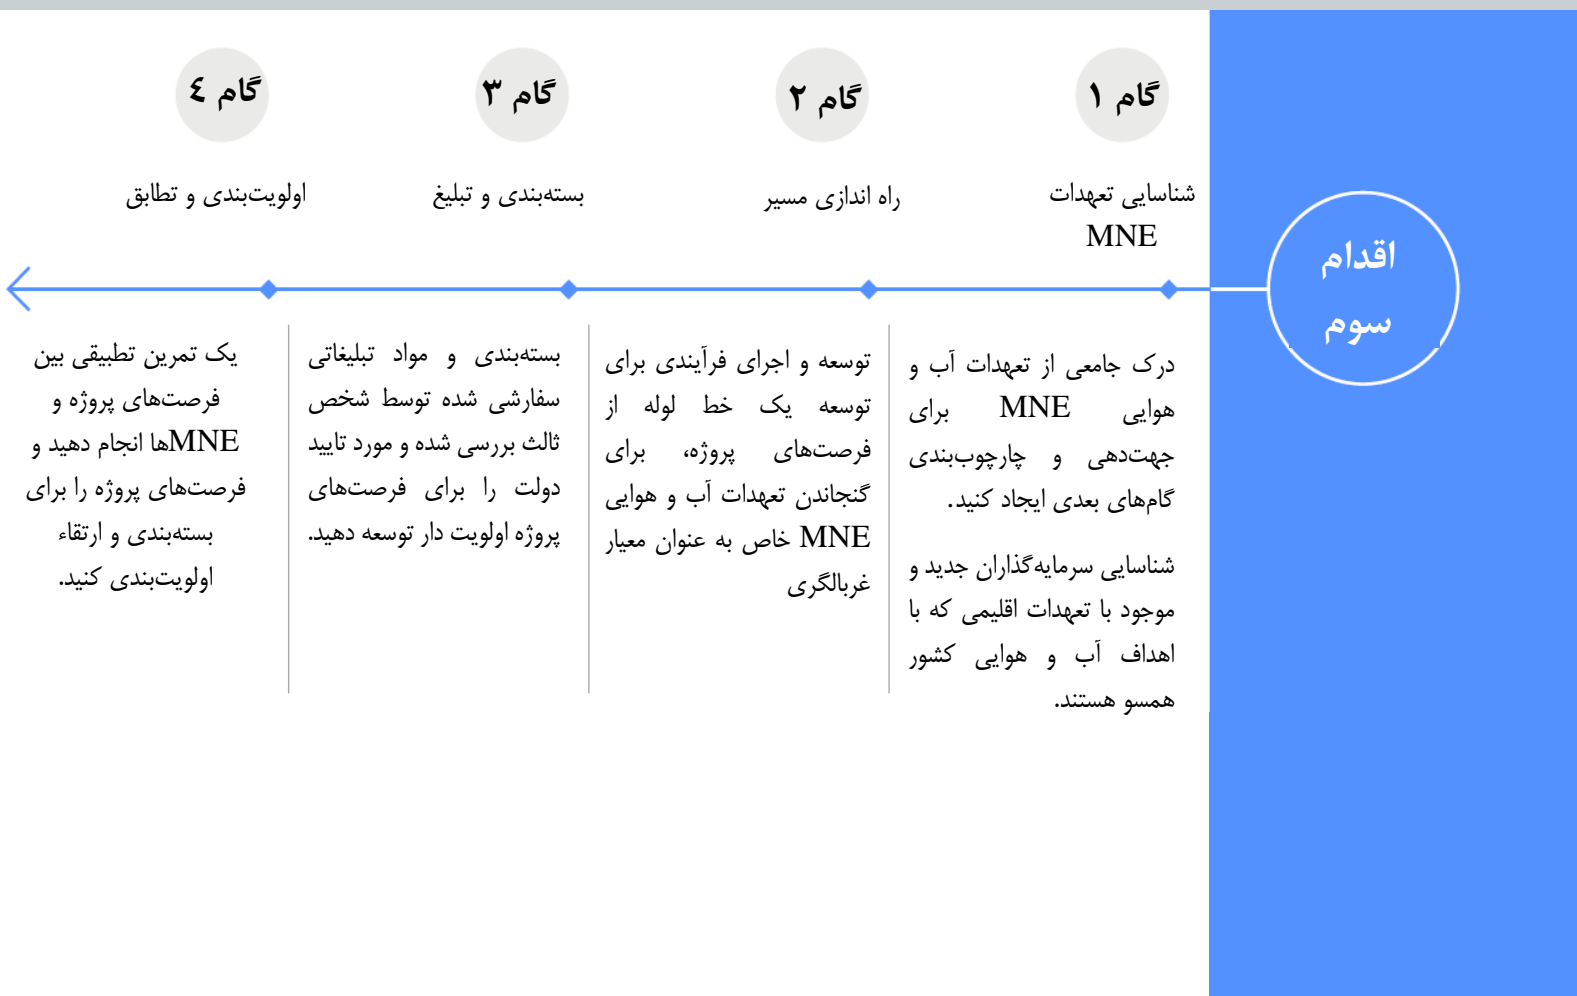 اقدام
سوم
گام ۱
شناسایی تعهدات
MNE
درک جامعی از تعهدات آب و
هوایی MNE برای
جهت‌دهی و چارچوب‌بندی
گام‌های بعدی ایجاد کنید.
شناسایی سرمایه‌گذاران جدید و
موجود با تعهدات اقلیمی که با
اهداف آب و هوایی کشور
همسو هستند.
گام ۲
راه اندازی مسیر
توسعه و اجرای فرآیندی برای
توسعه یک خط لوله از
فرصت‌های پروژه، برای
گنجاندن تعهدات آب و هوایی
MNE خاص به عنوان معیار
غربالگری
گام ۳
بسته‌بندی و تبلیغ
بسته‌بندی و مواد تبلیغاتی
سفارشی شده توسط شخص
ثالث بررسی شده و مورد تایید
دولت را برای فرصت‌های
پروژه اولویت دار توسعه دهید.
گام ٤
اولویت‌بندی و تطابق
یک تمرین تطبیقی بین
فرصت‌های پروژه و
MNEها انجام دهید و
فرصت‌های پروژه را برای
بسته‌بندی و ارتقاء
اولویت‌بندی کنید.